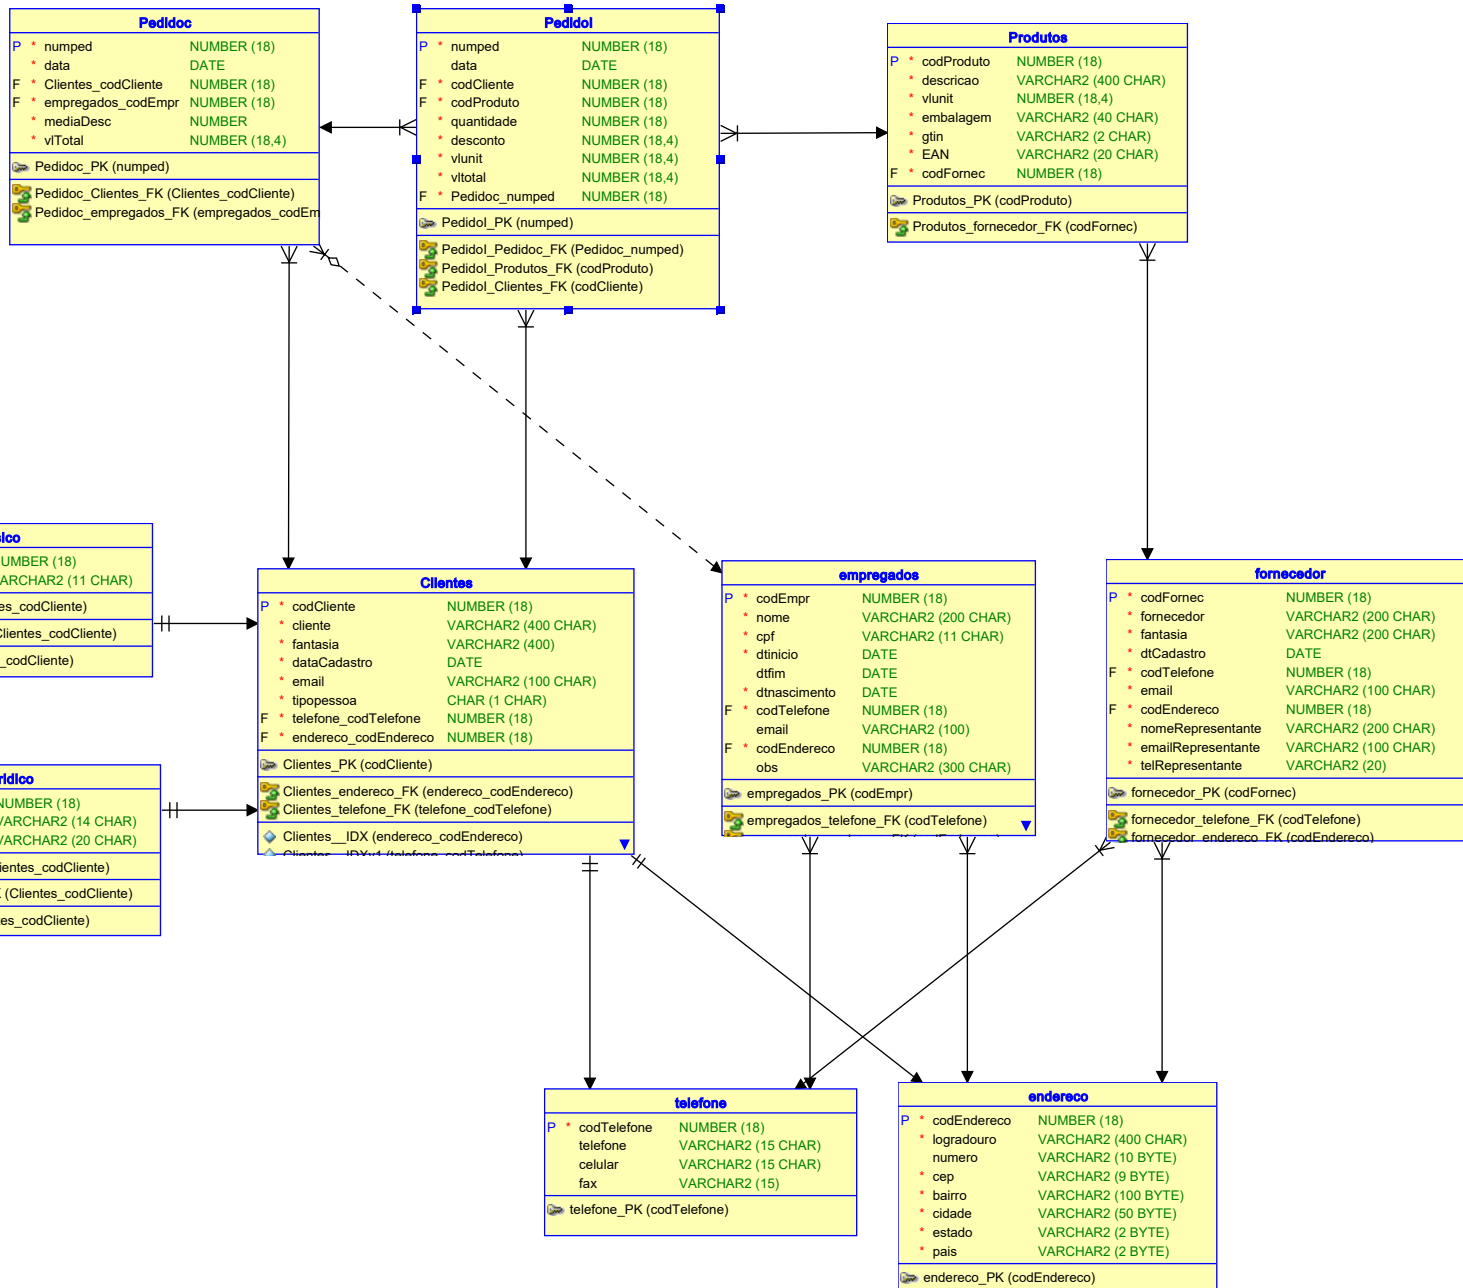 Pedidoc
P * numped NUMBER (18)
* data DATE
F * Clientes_codCliente NUMBER (18)
F * empregados_codEmpr NUMBER (18)
* mediaDesc NUMBER
* vlTotal NUMBER (18,4)
Pedidoc_PK (numped)
Pedidoc_Clientes_FK (Clientes_codCliente)
Pedidoc_empregados_FK (empregados_codEm
PedidoI
P * numped NUMBER (18)
data DATE
F * codCliente NUMBER (18)
F * codProduto NUMBER (18)
* quantidade NUMBER (18)
* desconto NUMBER (18,4)
* vlunit NUMBER (18,4)
* vltotal NUMBER (18,4)
F * Pedidoc_numped NUMBER (18)
PedidoI_PK (numped)
PedidoI_Pedidoc_FK (Pedidoc_numped)
PedidoI_Produtos_FK (codProduto)
PedidoI_Clientes_FK (codCliente)
Produtos
P * codProduto NUMBER (18)
* descricao VARCHAR2 (400 CHAR)
* vlunit NUMBER (18,4)
* embalagem VARCHAR2 (40 CHAR)
* gtin VARCHAR2 (2 CHAR)
* EAN VARCHAR2 (20 CHAR)
F * codFornec NUMBER (18)
Produtos_PK (codProduto)
Produtos_fornecedor_FK (codFornec)
sico
UMBER (18)
ARCHAR2 (11 CHAR)
es_codCliente)
Clientes_codCliente)
_codCliente)
ridico
NUMBER (18)
VARCHAR2 (14 CHAR)
VARCHAR2 (20 CHAR)
ientes_codCliente)
K (Clientes_codCliente)
tes_codCliente)
Clientes
P * codCliente NUMBER (18)
* cliente VARCHAR2 (400 CHAR)
* fantasia VARCHAR2 (400)
* dataCadastro DATE
* email VARCHAR2 (100 CHAR)
* tipopessoa CHAR (1 CHAR)
F * telefone_codTelefone NUMBER (18)
F * endereco_codEndereco NUMBER (18)
Clientes_PK (codCliente)
Clientes_endereco_FK (endereco_codEndereco)
Clientes_telefone_FK (telefone_codTelefone)
Clientes__IDX (endereco_codEndereco)
Clientes__IDXv1 (telefone_codTelefone)
empregados
P * codEmpr NUMBER (18)
* nome VARCHAR2 (200 CHAR)
* cpf VARCHAR2 (11 CHAR)
* dtinicio DATE
dtfim DATE
* dtnascimento DATE
F * codTelefone NUMBER (18)
email VARCHAR2 (100)
F * codEndereco NUMBER (18)
obs VARCHAR2 (300 CHAR)
empregados_PK (codEmpr)
empregados_telefone_FK (codTelefone)
fornecedor
P * codFornec NUMBER (18)
* fornecedor VARCHAR2 (200 CHAR)
* fantasia VARCHAR2 (200 CHAR)
* dtCadastro DATE
F * codTelefone NUMBER (18)
* email VARCHAR2 (100 CHAR)
F * codEndereco NUMBER (18)
* nomeRepresentante VARCHAR2 (200 CHAR)
* emailRepresentante VARCHAR2 (100 CHAR)
* telRepresentante VARCHAR2 (20)
fornecedor_PK (codFornec)
fornecedor_telefone_FK (codTelefone)
fornecedor_endereco_FK (codEndereco)
telefone
P * codTelefone NUMBER (18)
telefone VARCHAR2 (15 CHAR)
celular VARCHAR2 (15 CHAR)
fax VARCHAR2 (15)
telefone_PK (codTelefone)
endereco
P * codEndereco NUMBER (18)
* logradouro VARCHAR2 (400 CHAR)
numero VARCHAR2 (10 BYTE)
* cep VARCHAR2 (9 BYTE)
* bairro VARCHAR2 (100 BYTE)
* cidade VARCHAR2 (50 BYTE)
* estado VARCHAR2 (2 BYTE)
* pais VARCHAR2 (2 BYTE)
endereco_PK (codEndereco)